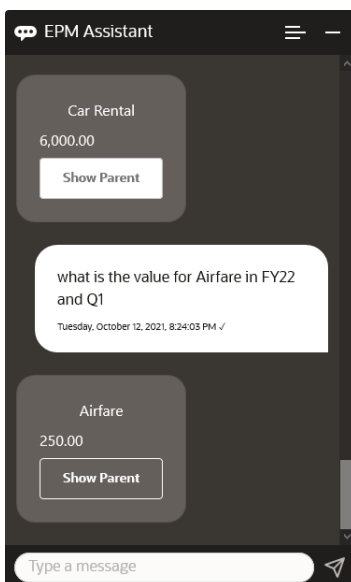 EPM Assistant
Car Rental
6,000.00
Show Parent
what is the value for Airfare in FY22
and Q1
Tuesday, October 12, 2021, 8:24:03 PM ✓
Airfare
250.00
Show Parent
Type a message